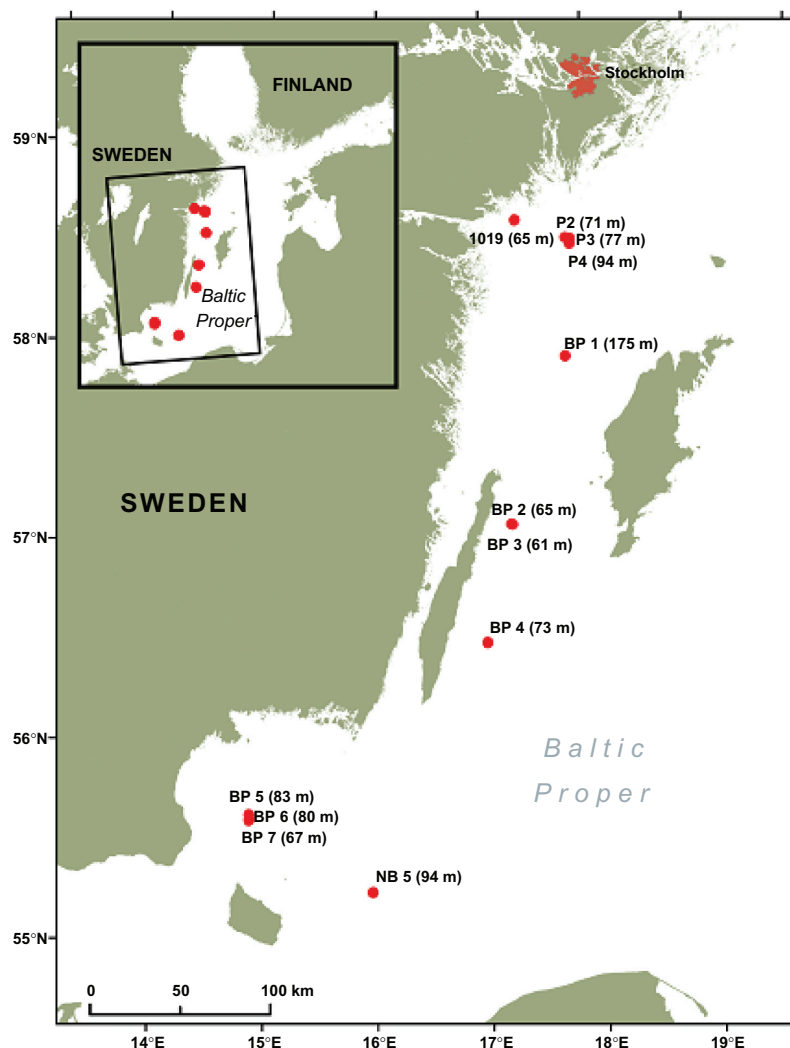 Stockholm
FINLAND
59°N
SWEDEN
P2 (71 m)
1019 (65 m)
P3 (77 m)
P4 (94 m)
Baltic
Proper
58°N
BP 1 (175 m)
SWEDEN
BP 2 (65 m)
57°N
BP 3 (61 m)
BP 4 (73 m)
56°N
Baltic
Proper
BP 5 (83 m)
BP 6 (80 m)
BP 7 (67 m)
NB 5 (94 m)
55°N
0
50
100 km
14°E
15°E
16°E
17°E
18°E
19°E